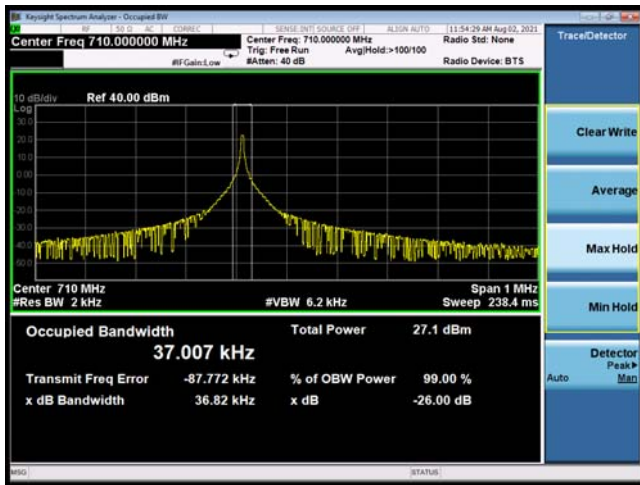 Keysight Spectrum Analyzer - Occupied BW
RF 50 Ω AC CORREC SENSE:INT SOURCE OFF ALIGN AUTO 11:54:29 AM Aug 02, 2021
Center Freq 710.000000 MHz Center Freq: 710.000000 MHz Radio Std: None Trace/Detector
Trig: Free Run Avg|Hold:>100/100
#IFGain:Low #Atten: 40 dB Radio Device: BTS
10 dB/div Ref 40.00 dBm
Log
30.0
20.0
10.0
0.00
-10.0
-20.0
-30.0
-40.0
-50.0
Center 710 MHz Span 1 MHz
#Res BW 2 kHz #VBW 6.2 kHz Sweep 238.4 ms
Occupied Bandwidth Total Power 27.1 dBm
37.007 kHz
Transmit Freq Error -87.772 kHz % of OBW Power 99.00 %
x dB Bandwidth 36.82 kHz x dB -26.00 dB
Clear Write
Average
Max Hold
Min Hold
Detector
Peak▶
Auto Man
MSG STATUS